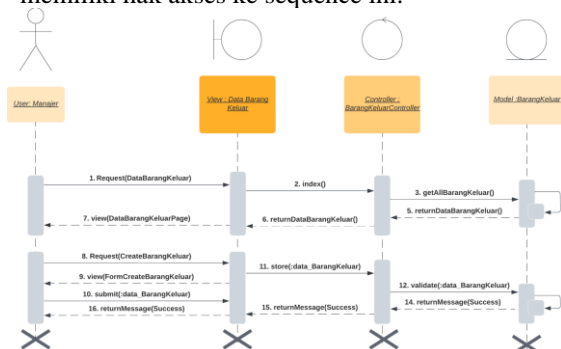 User: Manajer
View : Data Barang
Keluar
Controller :
BarangKeluarController
Model :BarangKeluar
1. Request(DataBarangKeluar)
2. index()
3. getAllBarangKeluar()
5. returnDataBarangKeluar()
6. returnDataBarangKeluar()
7. view(DataBarangKeluarPage)
8. Request(CreateBarangKeluar)
9. view(FormCreateBarangKeluar)
10. submit(:data_BarangKeluar)
11. store(:data_BarangKeluar)
12. validate(:data_BarangKeluar)
14. returnMessage(Success)
15. returnMessage(Success)
16. returnMessage(Success)